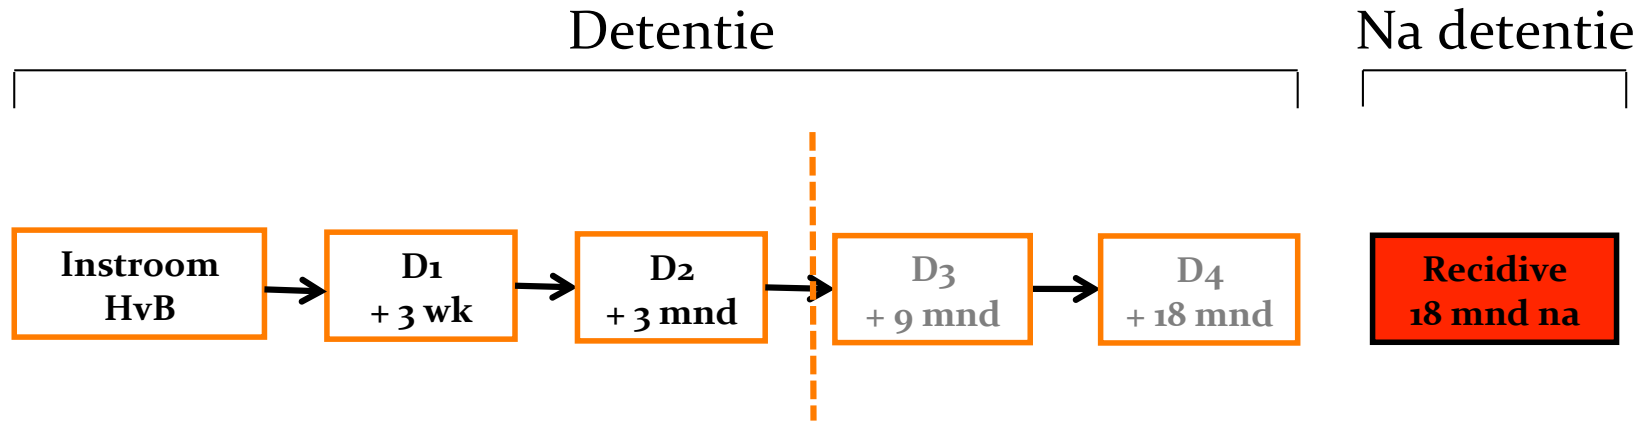 Detentie
Na detentie
Instroom
HvB
D1
+ 3 wk
D2
+ 3 mnd
D3
+ 9 mnd
D4
+ 18 mnd
Recidive
18 mnd na